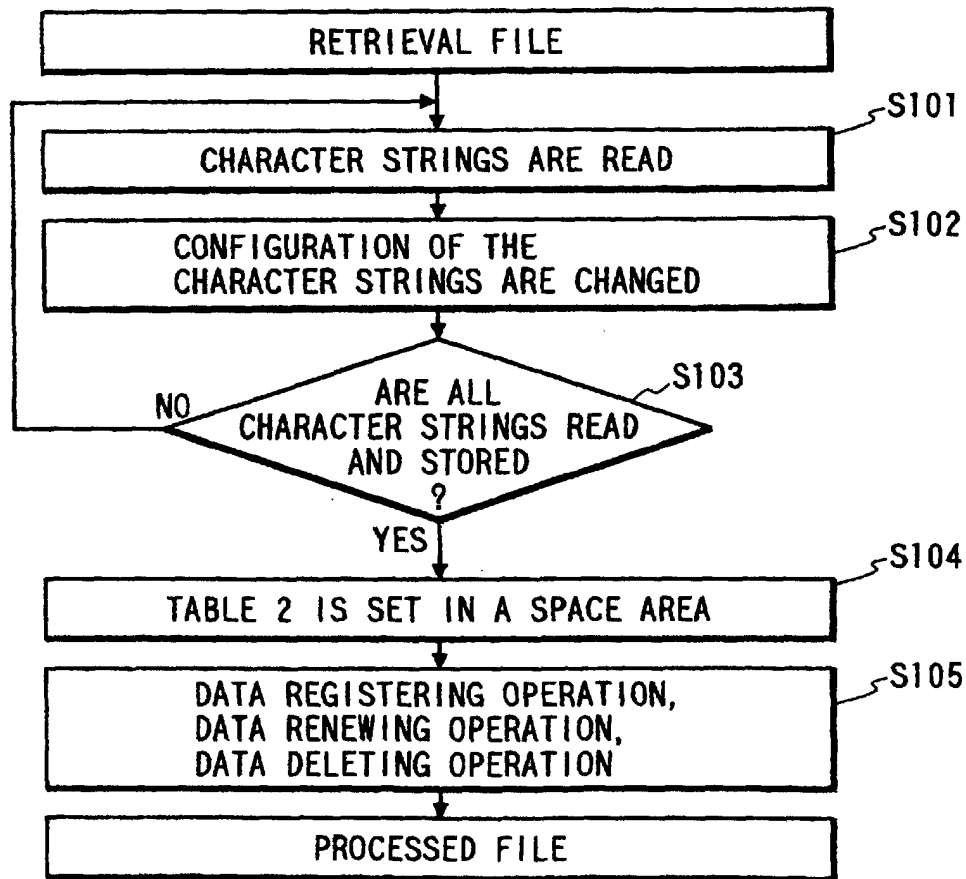 RETRIEVAL FILE
S101
CHARACTER STRINGS ARE READ
S102
CONFIGURATION OF THE
CHARACTER STRINGS ARE CHANGED
S103
ARE ALL
NO
CHARACTER STRINGS READ
AND STORED
?
YES
S104
TABLE 2 IS SET IN A SPACE AREA
S105
DATA REGISTERING OPERATION,
DATA RENEWING OPERATION,
DATA DELETING OPERATION
PROCESSED FILE